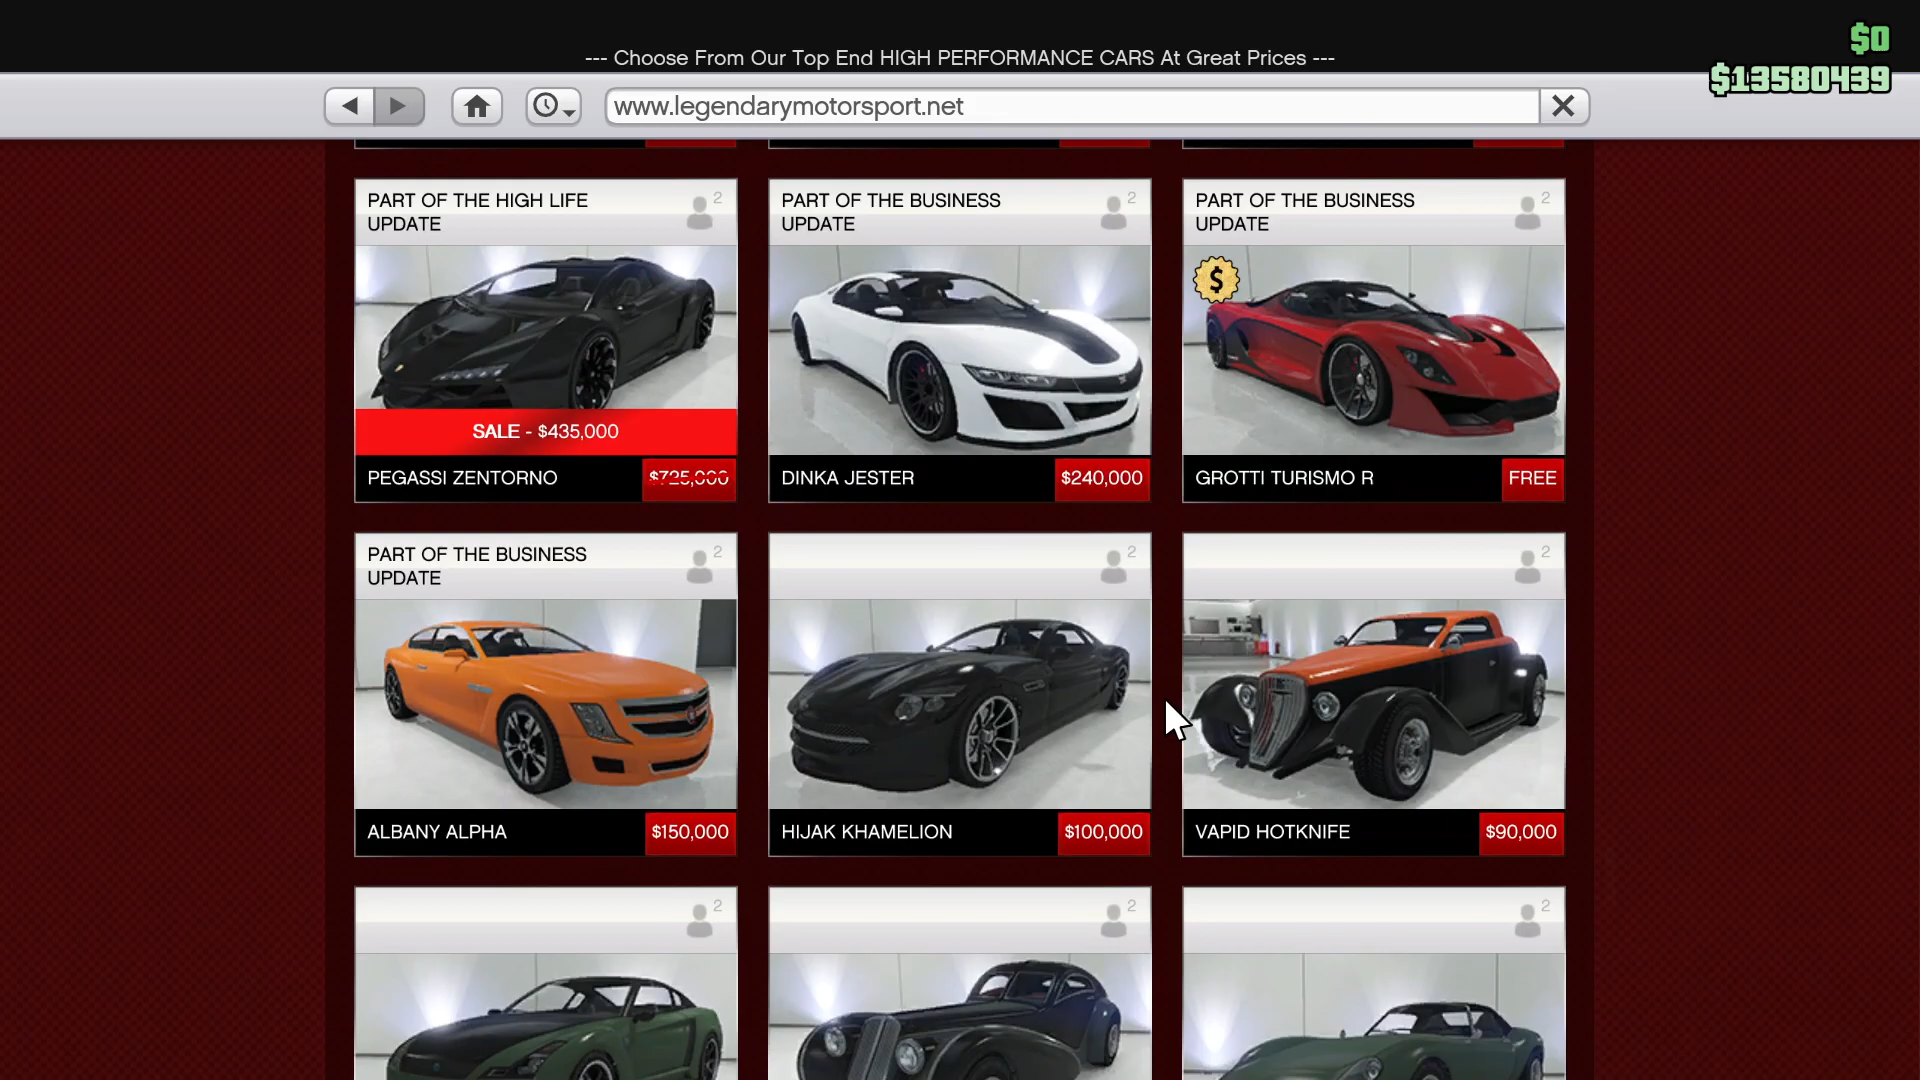 --- Choose From Our Top End HIGH PERFORMANCE CARS At Great Prices ---
$0
$13580439
www.legendarymotorsport.net
PART OF THE HIGH LIFE
UPDATE
2
SALE - $435,000
PEGASSI ZENTORNO
$725,000
PART OF THE BUSINESS
UPDATE
2
DINKA JESTER
$240,000
PART OF THE BUSINESS
UPDATE
2
$
GROTTI TURISMO R
FREE
PART OF THE BUSINESS
UPDATE
2
ALBANY ALPHA
$150,000
2
HIJAK KHAMELION
$100,000
2
VAPID HOTKNIFE
$90,000
2
2
2